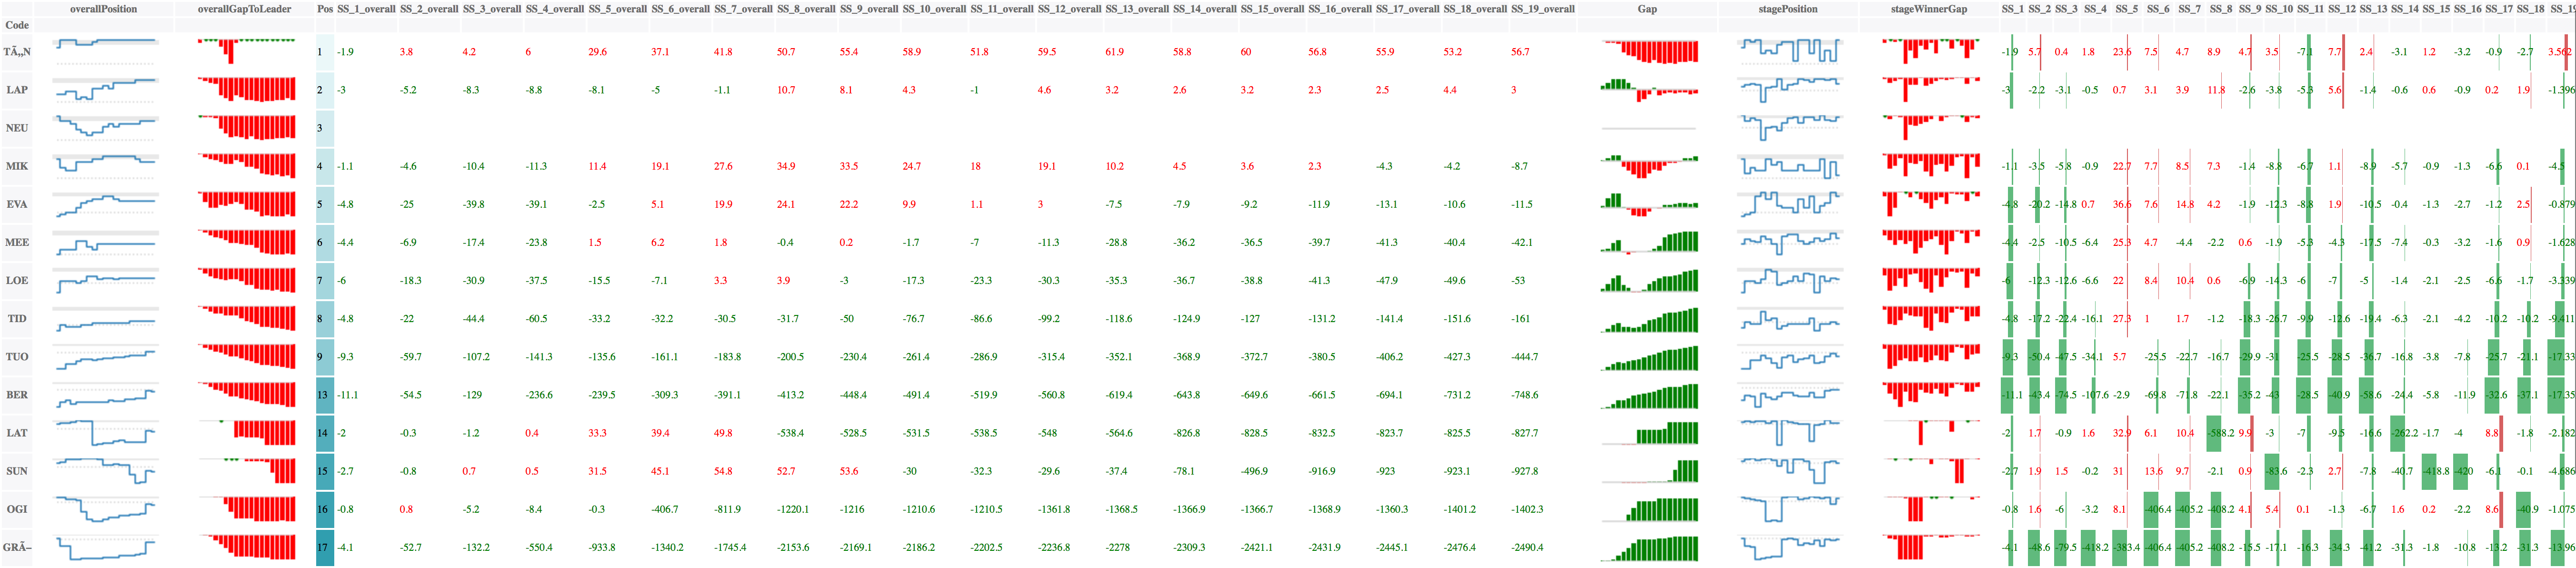 overallPosition overallGapToLeader Pos SS_1_overall SS_2_overall SS_3_overall SS_4_overall SS_5_overall SS_6_overall SS_7_overall SS_8_overall SS_9_overall SS_10_overall SS_11_overall SS_12_overall SS_13_overall SS_14_overall SS_15_overall SS_16_overall SS_17_overall SS_18_overall SS_19_overall Gap stagePosition stageWinnerGap SS_1 SS_2 SS_3 SS_4 SS_5 SS_6 SS_7 SS_8 SS_9 SS_10 SS_11 SS_12 SS_13 SS_14 SS_15 SS_16 SS_17 SS_18 SS_19
Code
TÃ„N 1 -1.9 3.8 4.2 6 29.6 37.1 41.8 50.7 55.4 58.9 51.8 59.5 61.9 58.8 60 56.8 55.9 53.2 56.7 -1.9 5.7 0.4 1.8 23.6 7.5 4.7 8.9 4.7 3.5 -7.1 7.7 2.4 -3.1 1.2 -3.2 -0.9 -2.7 3.562
LAP 2 -3 -5.2 -8.3 -8.8 -8.1 -5 -1.1 10.7 8.1 4.3 -1 4.6 3.2 2.6 3.2 2.3 2.5 4.4 3 -3 -2.2 -3.1 -0.5 0.7 3.1 3.9 11.8 -2.6 -3.8 -5.3 5.6 -1.4 -0.6 0.6 -0.9 0.2 1.9 -1.396
NEU 3
MIK 4 -1.1 -4.6 -10.4 -11.3 11.4 19.1 27.6 34.9 33.5 24.7 18 19.1 10.2 4.5 3.6 2.3 -4.3 -4.2 -8.7 -1.1 -3.5 -5.8 -0.9 22.7 7.7 8.5 7.3 -1.4 -8.8 -6.7 1.1 -8.9 -5.7 -0.9 -1.3 -6.6 0.1 -4.5
EVA 5 -4.8 -25 -39.8 -39.1 -2.5 5.1 19.9 24.1 22.2 9.9 1.1 3 -7.5 -7.9 -9.2 -11.9 -13.1 -10.6 -11.5 -4.8 -20.2 -14.8 0.7 36.6 7.6 14.8 4.2 -1.9 -12.3 -8.8 1.9 -10.5 -0.4 -1.3 -2.7 -1.2 2.5 -0.879
MEE 6 -4.4 -6.9 -17.4 -23.8 1.5 6.2 1.8 -0.4 0.2 -1.7 -7 -11.3 -28.8 -36.2 -36.5 -39.7 -41.3 -40.4 -42.1 -4.4 -2.5 -10.5 -6.4 25.3 4.7 -4.4 -2.2 0.6 -1.9 -5.3 -4.3 -17.5 -7.4 -0.3 -3.2 -1.6 0.9 -1.628
LOE 7 -6 -18.3 -30.9 -37.5 -15.5 -7.1 3.3 3.9 -3 -17.3 -23.3 -30.3 -35.3 -36.7 -38.8 -41.3 -47.9 -49.6 -53 -6 -12.3 -12.6 -6.6 22 8.4 10.4 0.6 -6.9 -14.3 -6 -7 -5 -1.4 -2.1 -2.5 -6.6 -1.7 -3.339
TID 8 -4.8 -22 -44.4 -60.5 -33.2 -32.2 -30.5 -31.7 -50 -76.7 -86.6 -99.2 -118.6 -124.9 -127 -131.2 -141.4 -151.6 -161 -4.8 -17.2 -22.4 -16.1 27.3 1 1.7 -1.2 -18.3 -26.7 -9.9 -12.6 -19.4 -6.3 -2.1 -4.2 -10.2 -10.2 -9.411
TUO 9 -9.3 -59.7 -107.2 -141.3 -135.6 -161.1 -183.8 -200.5 -230.4 -261.4 -286.9 -315.4 -352.1 -368.9 -372.7 -380.5 -406.2 -427.3 -444.7 -9.3 -50.4 -47.5 -34.1 5.7 -25.5 -22.7 -16.7 -29.9 -31 -25.5 -28.5 -36.7 -16.8 -3.8 -7.8 -25.7 -21.1 -17.33
BER 13 -11.1 -54.5 -129 -236.6 -239.5 -309.3 -391.1 -413.2 -448.4 -491.4 -519.9 -560.8 -619.4 -643.8 -649.6 -661.5 -694.1 -731.2 -748.6 -11.1 -43.4 -74.5 -107.6 -2.9 -69.8 -71.8 -22.1 -35.2 -43 -28.5 -40.9 -58.6 -24.4 -5.8 -11.9 -32.6 -37.1 -17.35
LAT 14 -2 -0.3 -1.2 0.4 33.3 39.4 49.8 -538.4 -528.5 -531.5 -538.5 -548 -564.6 -826.8 -828.5 -832.5 -823.7 -825.5 -827.7 -2 1.7 -0.9 1.6 32.9 6.1 10.4 -588.2 9.9 -3 -7 -9.5 -16.6 -262.2 -1.7 -4 8.8 -1.8 -2.182
SUN 15 -2.7 -0.8 0.7 0.5 31.5 45.1 54.8 52.7 53.6 -30 -32.3 -29.6 -37.4 -78.1 -496.9 -916.9 -923 -923.1 -927.8 -2.7 1.9 1.5 -0.2 31 13.6 9.7 -2.1 0.9 -83.6 -2.3 2.7 -7.8 -40.7 -418.8 -420 -6.1 -0.1 -4.686
OGI 16 -0.8 0.8 -5.2 -8.4 -0.3 -406.7 -811.9 -1220.1 -1216 -1210.6 -1210.5 -1361.8 -1368.5 -1366.9 -1366.7 -1368.9 -1360.3 -1401.2 -1402.3 -0.8 1.6 -6 -3.2 8.1 -406.4 -405.2 -408.2 4.1 5.4 0.1 -1.3 -6.7 1.6 0.2 -2.2 8.6 -40.9 -1.075
GRÃ– 17 -4.1 -52.7 -132.2 -550.4 -933.8 -1340.2 -1745.4 -2153.6 -2169.1 -2186.2 -2202.5 -2236.8 -2278 -2309.3 -2421.1 -2431.9 -2445.1 -2476.4 -2490.4 -4.1 -48.6 -79.5 -418.2 -383.4 -406.4 -405.2 -408.2 -15.5 -17.1 -16.3 -34.3 -41.2 -31.3 -1.8 -10.8 -13.2 -31.3 -13.96